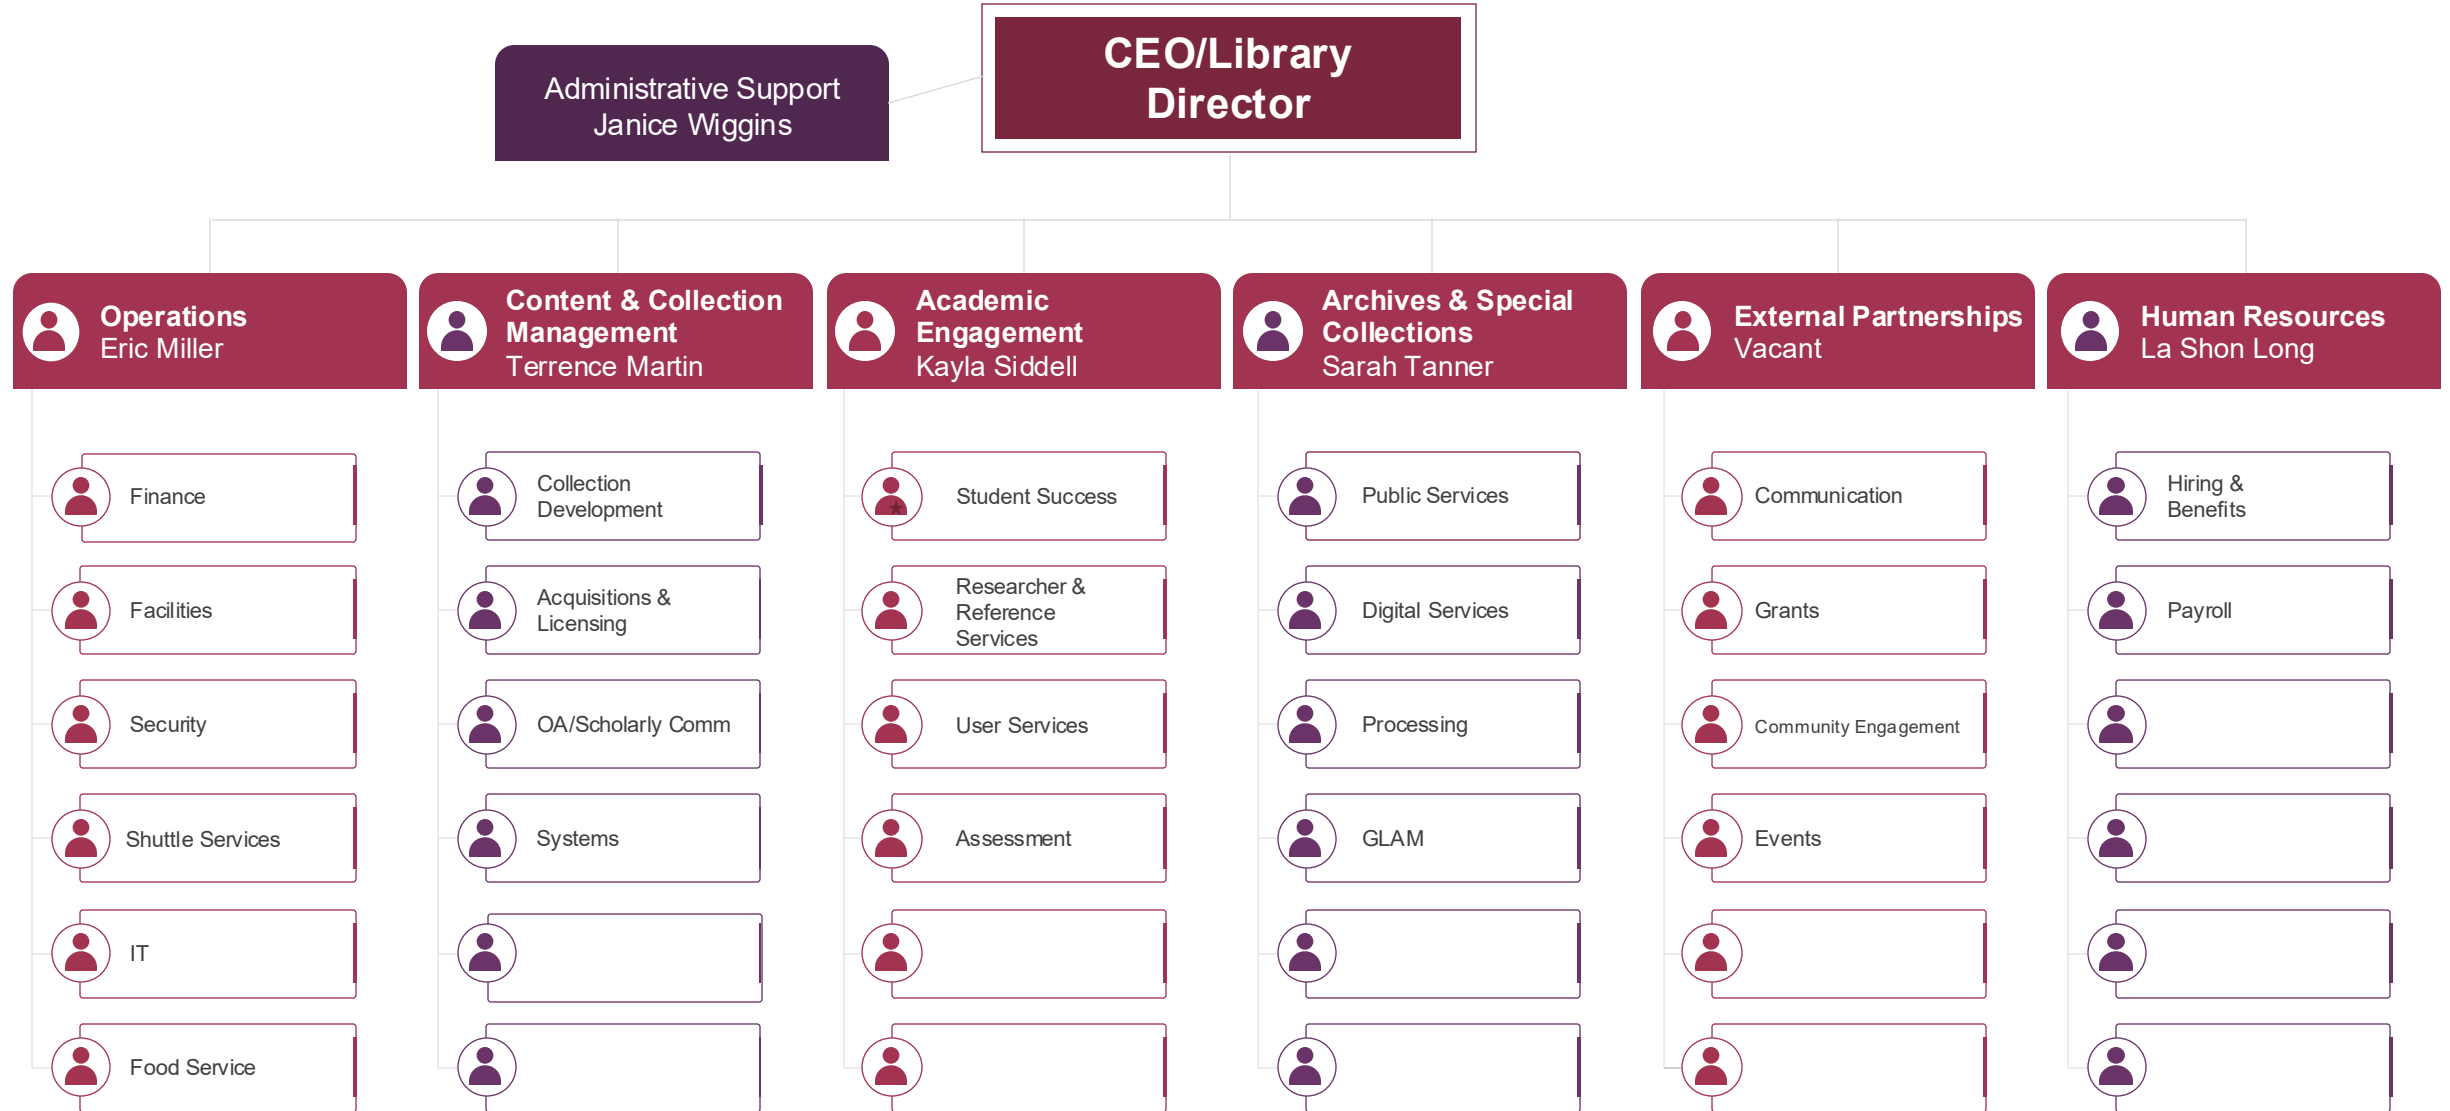 CEO/Library
Director
Administrative Support
Janice Wiggins
Operations
Eric Miller
Content & Collection
Management
Terrence Martin
Academic
Engagement
Kayla Siddell
Archives & Special
Collections
Sarah Tanner
External Partnerships
Vacant
Human Resources
La Shon Long
Finance
Facilities
Security
Shuttle Services
IT
Food Service
Collection
Development
Acquisitions &
Licensing
OA/Scholarly Comm
Systems
Student Success
Researcher &
Reference
Services
User Services
Assessment
Public Services
Digital Services
Processing
GLAM
Communication
Grants
Community Engagement
Events
Hiring &
Benefits
Payroll